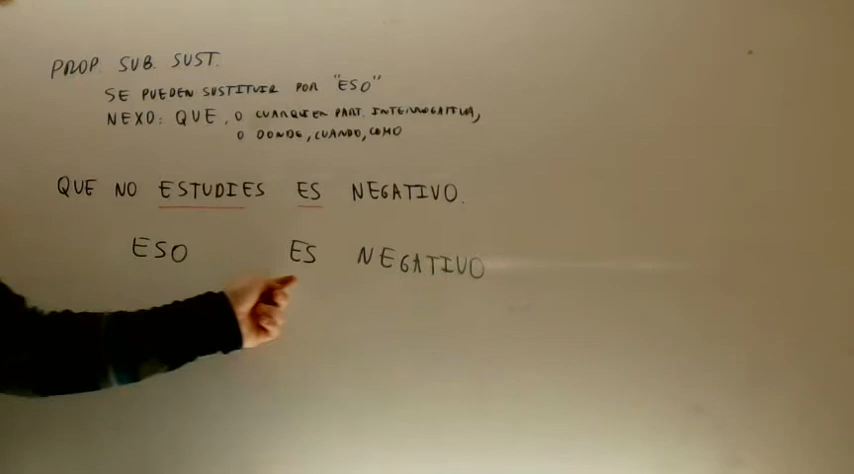 PROP. SUB. SUST.
SE PUEDEN SUSTITUIR POR "ESO"
NEXO: QUE, O CUALQUIER PART. INTERROGATIVA,
O DONDE, CUANDO, COMO
QUE NO ESTUDIES ES NEGATIVO.
ESO ES NEGATIVO